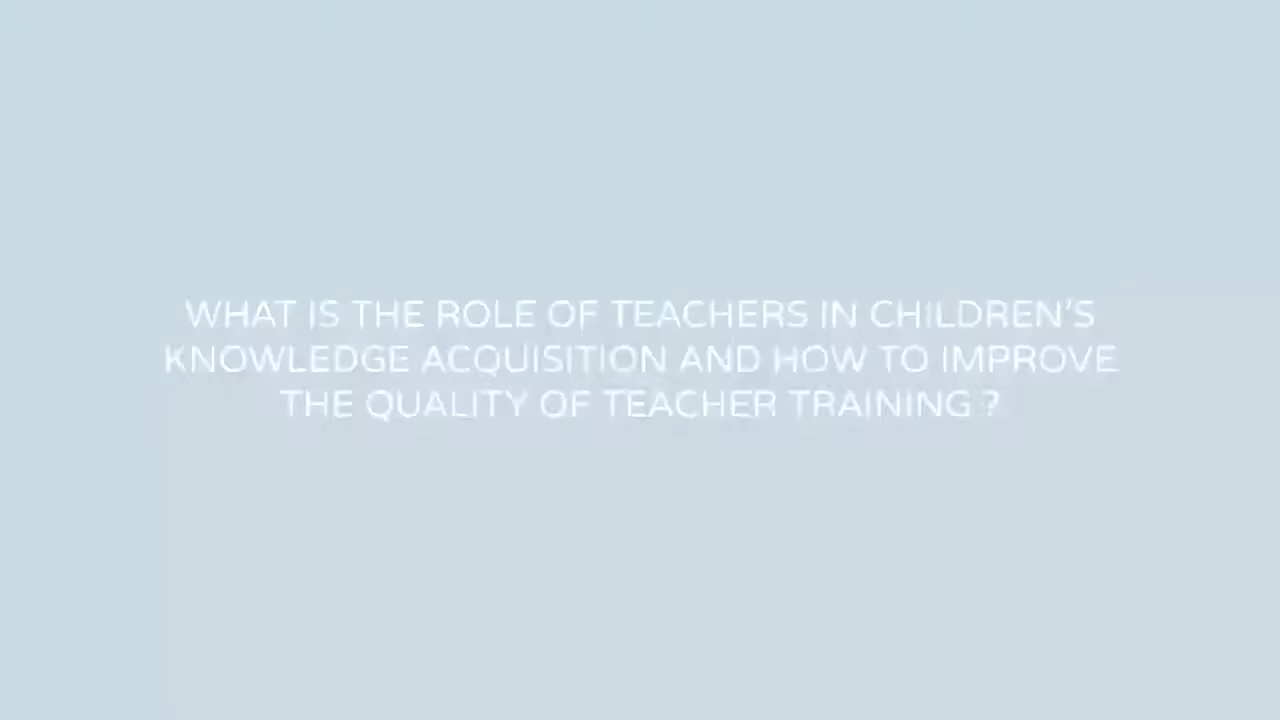 WHAT IS THE ROLE OF TEACHERS IN CHILDREN'S
KNOWLEDGE ACQUISITION AND HOW TO IMPROVE
THE QUALITY OF TEACHER TRAINING ?